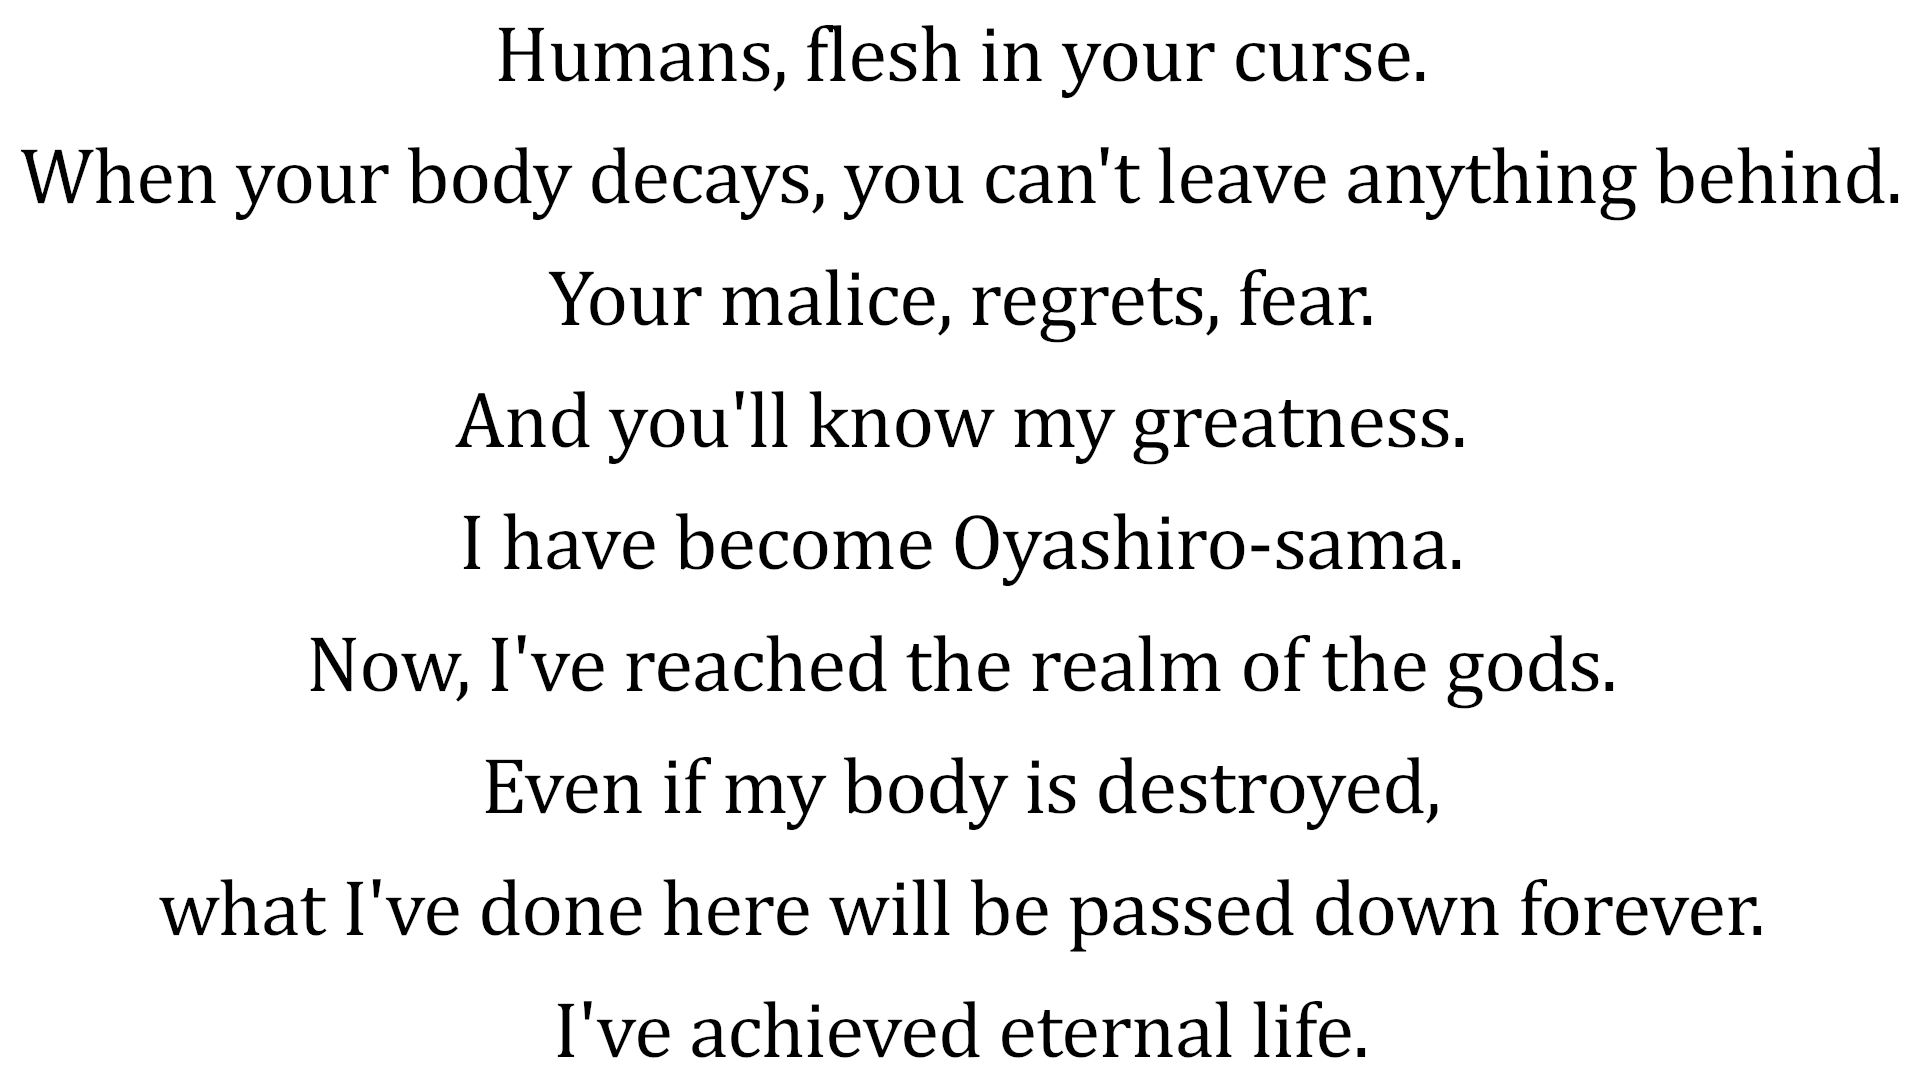 Humans, flesh in your curse.
When your body decays, you can't leave anything behind.
Your malice, regrets, fear.
And you'll know my greatness.
I have become Oyashiro-sama.
Now, I've reached the realm of the gods.
Even if my body is destroyed,
what I've done here will be passed down forever.
I've achieved eternal life.